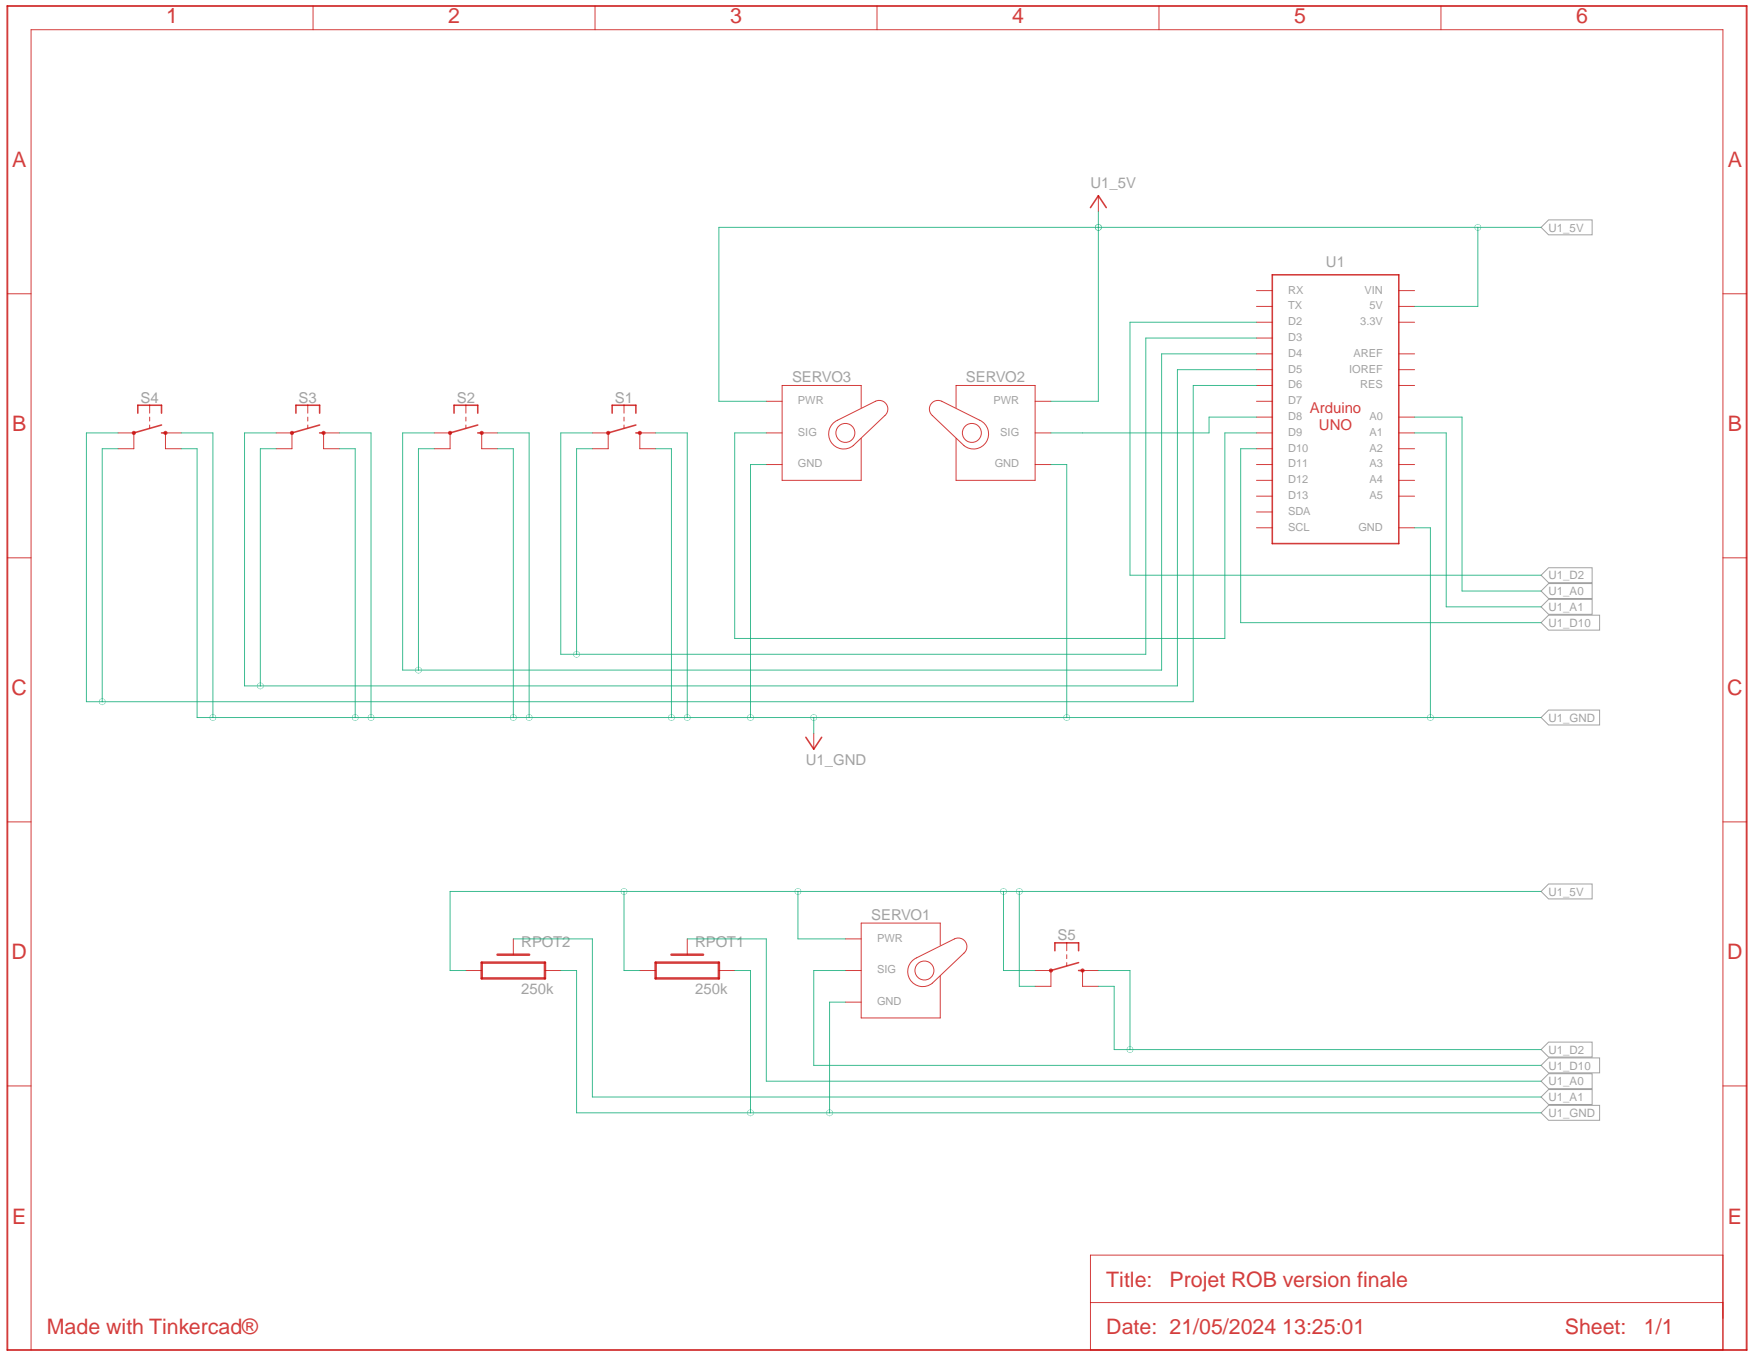 1 2 3 4 5 6
A A
U1_5V
U1_5V
U1
RX VIN
TX 5V
D2 3.3V
D3
D4 AREF
D5 IOREF
D6 RES
D7
D8 A0
D9 A1
D10 A2
D11 A3
D12 A4
D13 A5
SDA
SCL GND
Arduino
UNO
SERVO3
PWR
SIG
GND
SERVO2
PWR
SIG
GND
S4 S3 S2 S1
B B
U1_D2
U1_A0
U1_A1
U1_D10
C C
U1_GND
U1_GND
U1_5V
SERVO1
PWR
SIG
GND
S5
RPOT2
250k
RPOT1
250k
D D
U1_D2
U1_D10
U1_A0
U1_A1
U1_GND
E E
Title: Projet ROB version finale
Date: 21/05/2024 13:25:01 Sheet: 1/1
Made with Tinkercad®